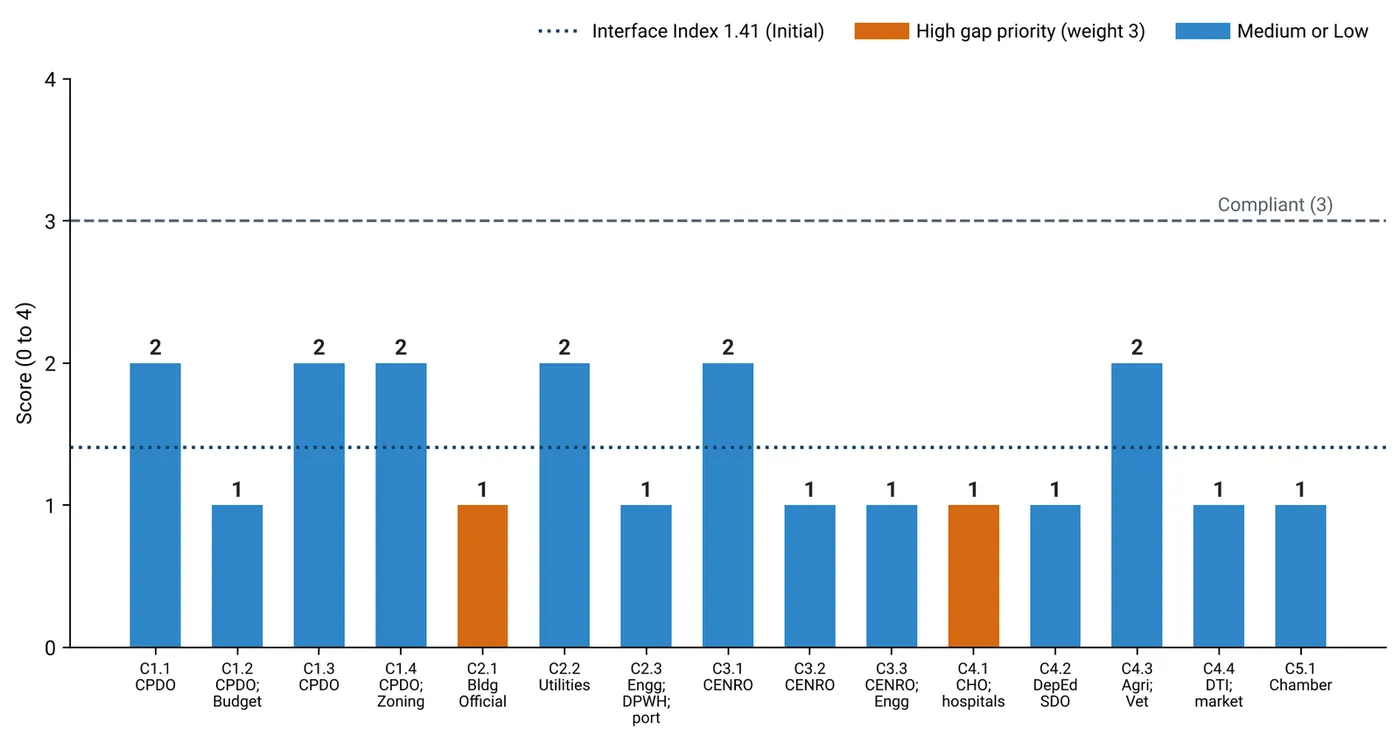 Interface Index 1.41 (Initial)
High gap priority (weight 3)
Medium or Low
Score (0 to 4)
4
3
2
1
0
Compliant (3)
2
1
2
2
1
2
1
2
1
1
1
1
2
1
1
C1.1
CPDO
C1.2
CPDO;
Budget
C1.3
CPDO
C1.4
CPDO;
Zoning
C2.1
Bldg
Official
C2.2
Utilities
C2.3
Engg;
DPWH;
port
C3.1
CENRO
C3.2
CENRO
C3.3
CENRO;
Engg
C4.1
CHO;
hospitals
C4.2
DepEd
SDO
C4.3
Agri;
Vet
C4.4
DTI;
market
C5.1
Chamber